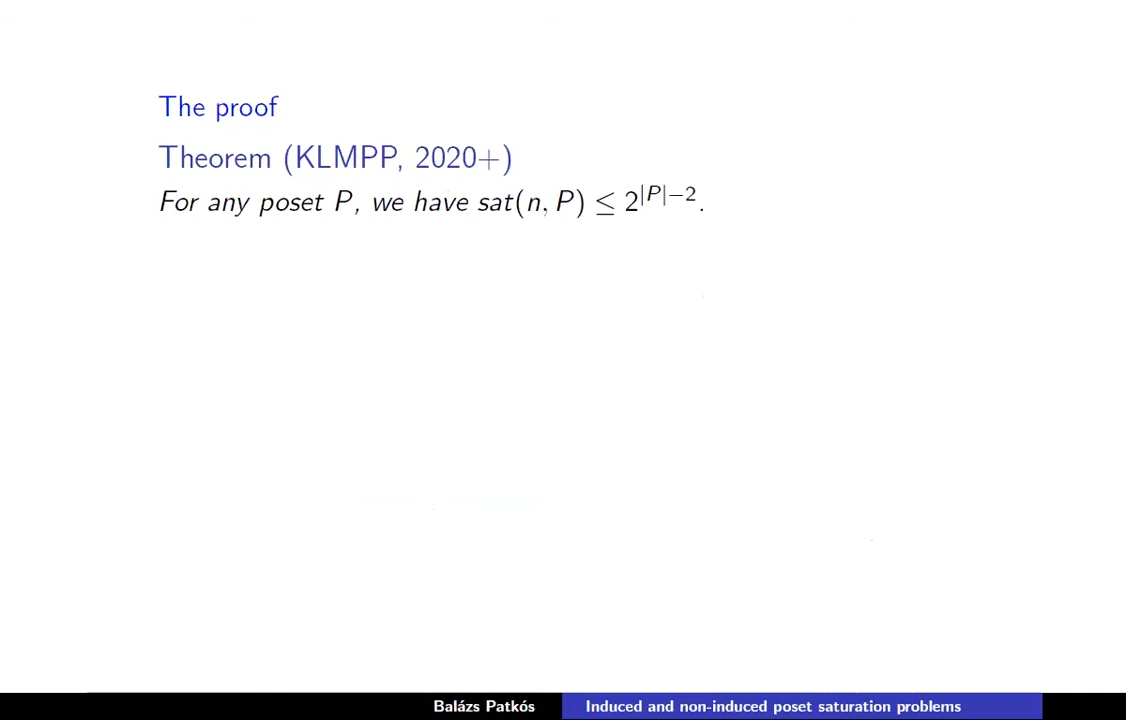 The proof
Theorem (KLMPP, 2020+)
For any poset P, we have sat(n, P) ≤ 2^{|P|−2}.
Balázs Patkós Induced and non-induced poset saturation problems